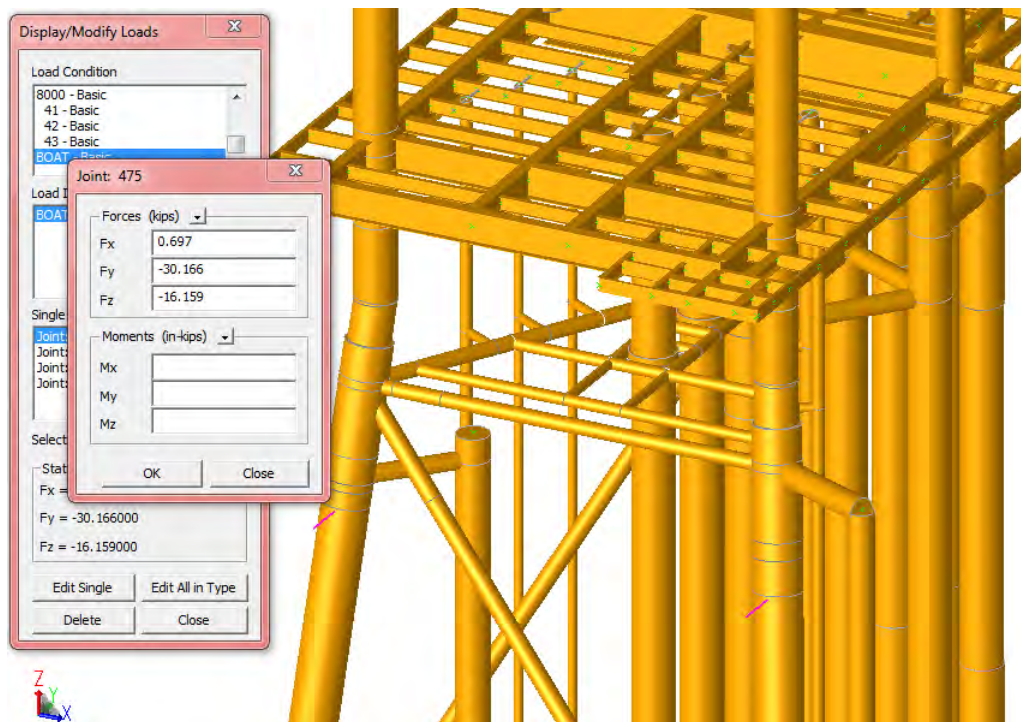 Display/Modify Loads
Load Condition
8000 - Basic
41 - Basic
42 - Basic
43 - Basic
BOAT - Basic
Joint: 475
Load
BOAT
Forces (kips)
Fx 0.697
Fy -30.166
Fz -16.159
Single
Joint:
Joint:
Joint:
Joint:
Moments (in-kips)
Mx
My
Mz
Select
OK Close
Stat
Fx =
Fy = -30.166000
Fz = -16.159000
Edit Single Edit All in Type
Delete Close
Z
Y
X